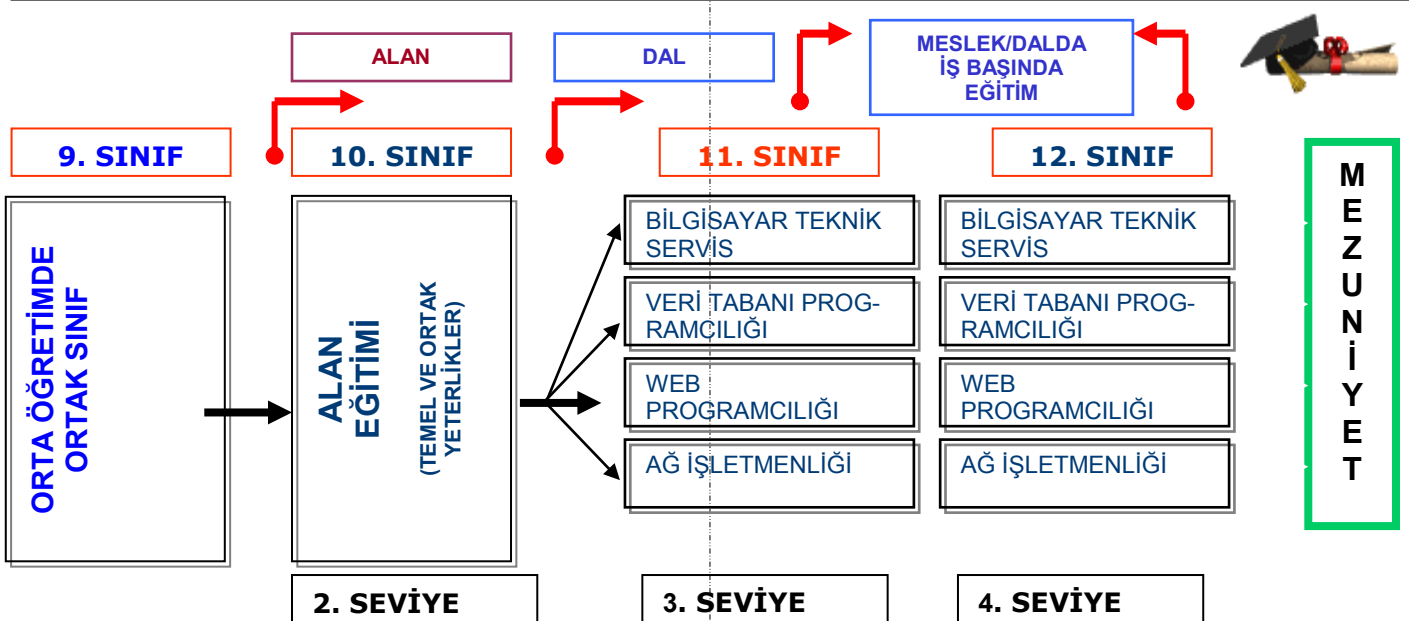 ALAN
DAL
MESLEK/DALDA
İŞ BAŞINDA
EĞİTİM
9. SINIF
10. SINIF
11. SINIF
12. SINIF
ORTA ÖĞRETİMDE
ORTAK SINIF
ALAN
EĞİTİMİ
(TEMEL VE ORTAK
YETERLİKLER)
BİLGİSAYAR TEKNİK
SERVİS
VERİ TABANI PROG-
RAMCILIĞI
WEB
PROGRAMCILIĞI
AĞ İŞLETMENLİĞİ
BİLGİSAYAR TEKNİK
SERVİS
VERİ TABANI PROG-
RAMCILIĞI
WEB
PROGRAMCILIĞI
AĞ İŞLETMENLİĞİ
M
E
Z
U
N
İ
Y
E
T
2. SEVİYE
3. SEVİYE
4. SEVİYE